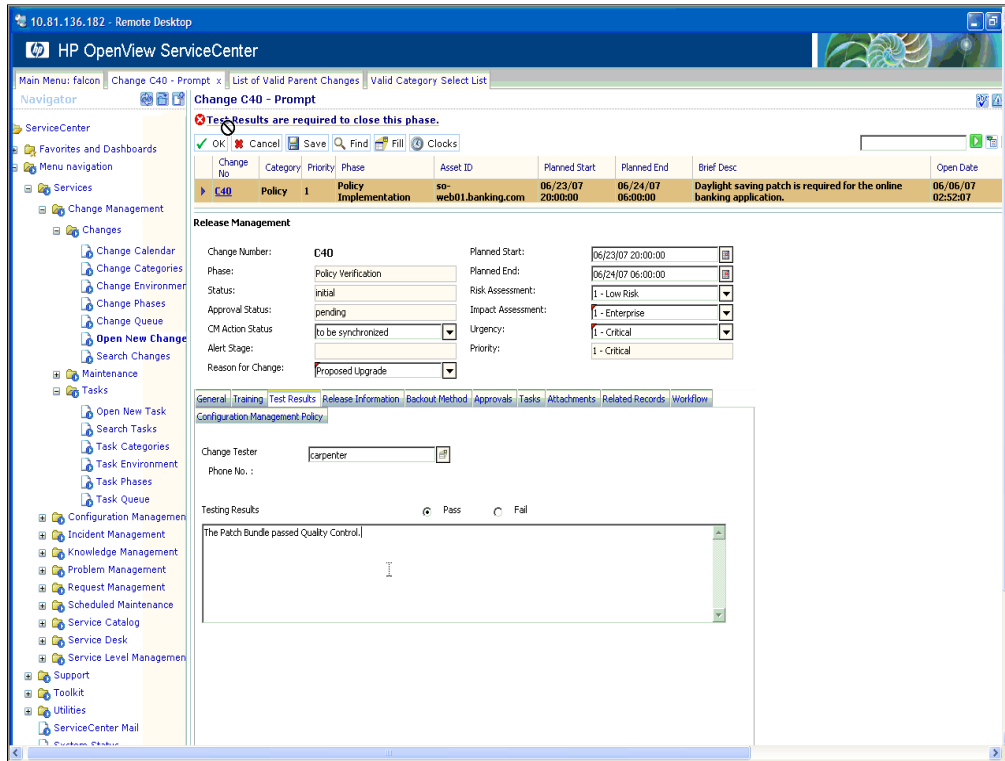 10.81.136.182 - Remote Desktop
HP OpenView ServiceCenter
Main Menu: falcon Change C40 - Prompt x List of Valid Parent Changes Valid Category Select List
Navigator
Change C40 - Prompt
Test Results are required to close this phase.
OK Cancel Save Find Fill Clocks
Change No Category Priority Phase Asset ID Planned Start Planned End Brief Desc Open Date
C40 Policy 1 Policy Implementation so-web01.banking.com 06/23/07 20:00:00 06/24/07 06:00:00 Daylight saving patch is required for the online banking application. 06/06/07 02:52:07
ServiceCenter
Favorites and Dashboards
Menu navigation
Services
Change Management
Changes
Change Calendar
Change Categories
Change Environmen
Change Phases
Change Queue
Open New Change
Search Changes
Maintenance
Tasks
Open New Task
Search Tasks
Task Categories
Task Environment
Task Phases
Task Queue
Configuration Managemen
Incident Management
Knowledge Management
Problem Management
Request Management
Scheduled Maintenance
Service Catalog
Service Desk
Service Level Managemen
Support
Toolkit
Utilities
ServiceCenter Mail
System Status
Release Management
Change Number: C40 Planned Start: 06/23/07 20:00:00
Phase: Policy Verification Planned End: 06/24/07 06:00:00
Status: initial Risk Assessment: 1 - Low Risk
Approval Status: pending Impact Assessment: 1 - Enterprise
CM Action Status to be synchronized Urgency: 1 - Critical
Alert Stage: Priority: 1 - Critical
Reason for Change: Proposed Upgrade
General Training Test Results Release Information Backout Method Approvals Tasks Attachments Related Records Workflow
Configuration Management Policy
Change Tester carpenter
Phone No. :
Testing Results Pass Fail
The Patch Bundle passed Quality Control.